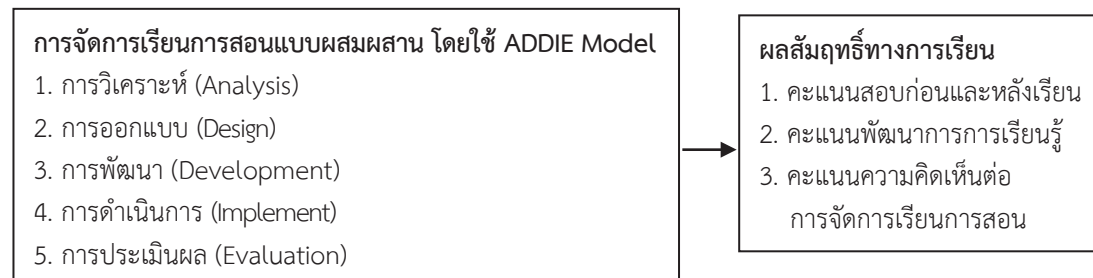 การจัดการเรียนการสอนแบบผสมผสาน โดยใช้ ADDIE Model
1. การวิเคราะห์ (Analysis)
2. การออกแบบ (Design)
3. การพัฒนา (Development)
4. การดำเนินการ (Implement)
5. การประเมินผล (Evaluation)
ผลสัมฤทธิ์ทางการเรียน
1. คะแนนสอบก่อนและหลังเรียน
2. คะแนนพัฒนาการการเรียนรู้
3. คะแนนความคิดเห็นต่อ
การจัดการเรียนการสอน